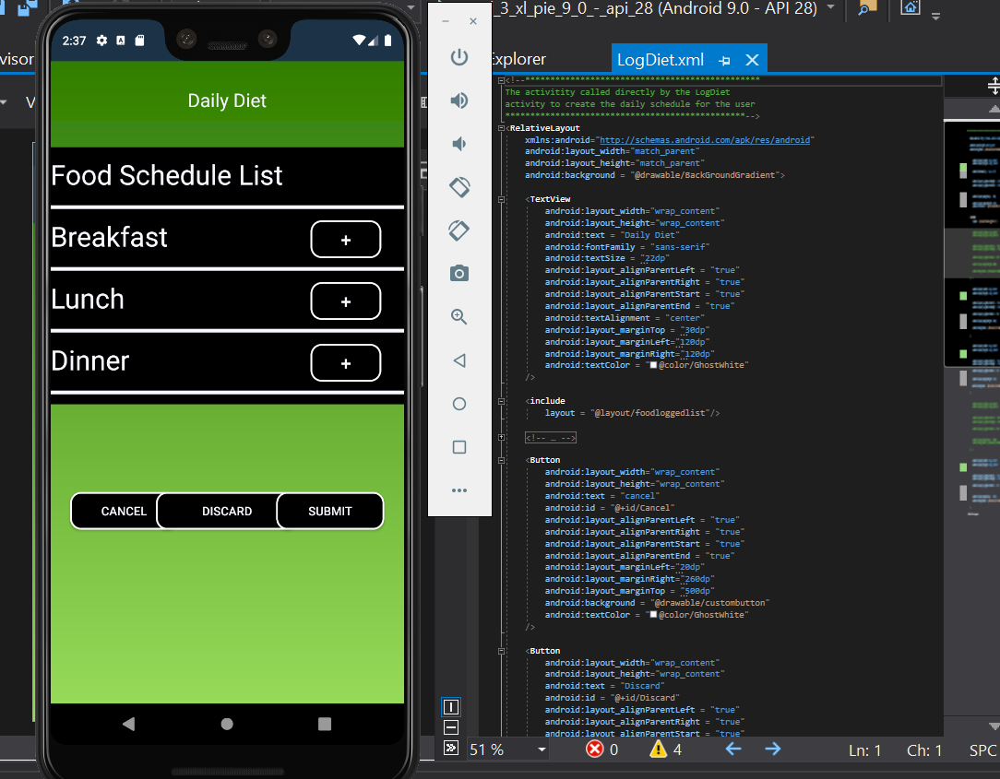 2:37
Daily Diet
Food Schedule List
Breakfast
+
Lunch
+
Dinner
+
CANCEL
DISCARD
SUBMIT
_3_xl_pie_9_0_-_api_28 (Android 9.0 - API 28)
visor
Explorer
LogDiet.xml
V
<!--**********************************************
The activitity called directly by the LogDiet
activity to create the daily schedule for the user
***********************************************-->
<RelativeLayout
xmlns:android="http://schemas.android.com/apk/res/android"
android:layout_width="match_parent"
android:layout_height="match_parent"
android:background = "@drawable/BackGroundGradient">
<TextView
android:layout_width="wrap_content"
android:layout_height="wrap_content"
android:text = "Daily Diet"
android:fontFamily = "sans-serif"
android:textSize = "22dp"
android:layout_alignParentLeft = "true"
android:layout_alignParentRight = "true"
android:layout_alignParentStart = "true"
android:layout_alignParentEnd = "true"
android:textAlignment = "center"
android:layout_marginTop = "30dp"
android:layout_marginLeft="120dp"
android:layout_marginRight="120dp"
android:textColor = "@color/GhostWhite"
/>
<include
layout = "@layout/foodloggedlist"/>
<!-- … -->
<Button
android:layout_width="wrap_content"
android:layout_height="wrap_content"
android:text = "cancel"
android:id = "@+id/Cancel"
android:layout_alignParentLeft = "true"
android:layout_alignParentRight = "true"
android:layout_alignParentStart = "true"
android:layout_alignParentEnd = "true"
android:layout_marginLeft="20dp"
android:layout_marginRight="260dp"
android:layout_marginTop = "500dp"
android:background = "@drawable/custombutton"
android:textColor = "@color/GhostWhite"
/>
<Button
android:layout_width="wrap_content"
android:layout_height="wrap_content"
android:text = "Discard"
android:id = "@+id/Discard"
android:layout_alignParentLeft = "true"
android:layout_alignParentRight = "true"
android:layout_alignParentStart = "true"
51 %
0
4
Ln: 1
Ch: 1
SPC